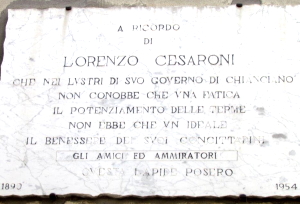 A RICORDO
DI
LORENZO CESARONI
CHE NEI LVSTRI DI SVO GOVERNO DI CHIANCIANO
NON CONOBBE CHE VNA FATICA
IL POTENZIAMENTO DELLE TERME
NON EBBE CHE VN IDEALE
IL BENESSERE DEI SVOI CONCITTADINI
GLI AMICI ED AMMIRATORI
QVESTA LAPIDE POSERO
1890 1954